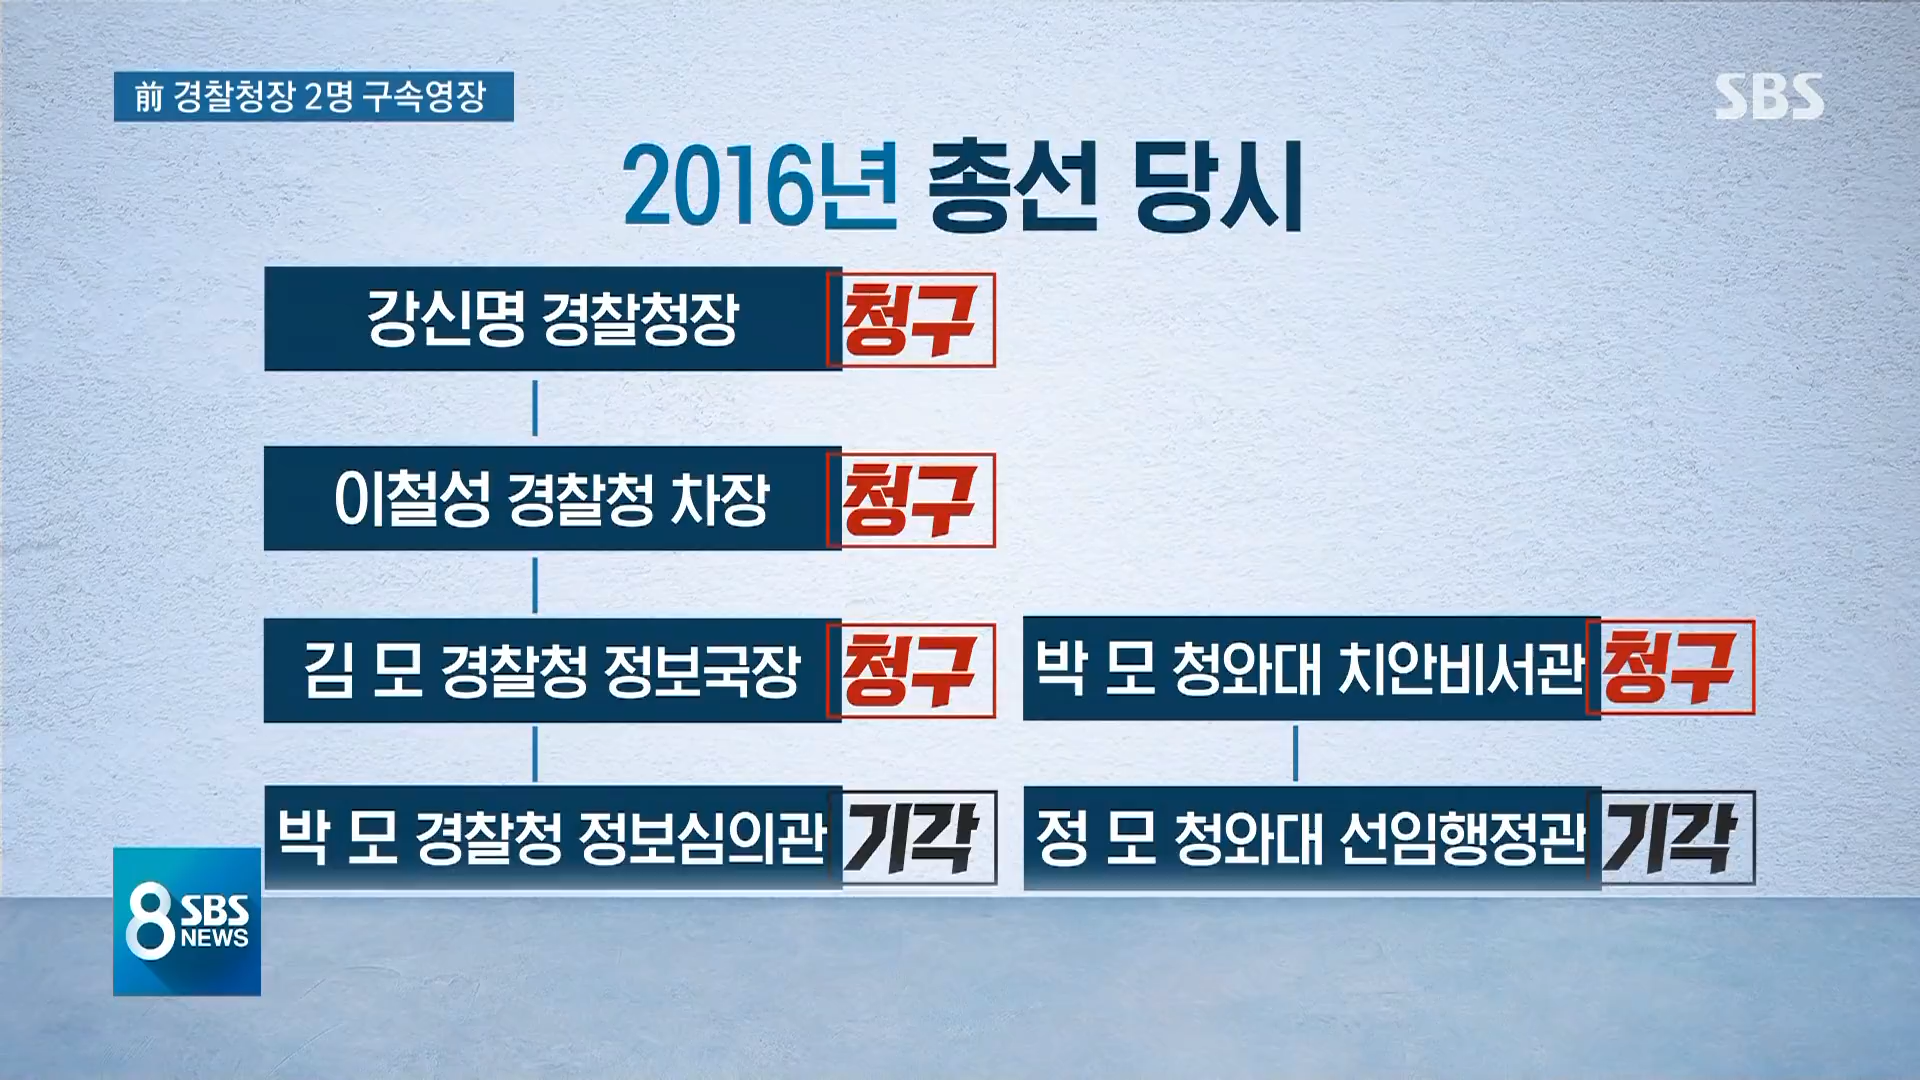 前 경찰청장 2명 구속영장
SBS
2016년 총선 당시
강신명 경찰청장 청구
이철성 경찰청 차장 청구
김 모 경찰청 정보국장 청구
박 모 청와대 치안비서관 청구
박 모 경찰청 정보심의관 기각
정 모 청와대 선임행정관 기각
8 SBS
NEWS